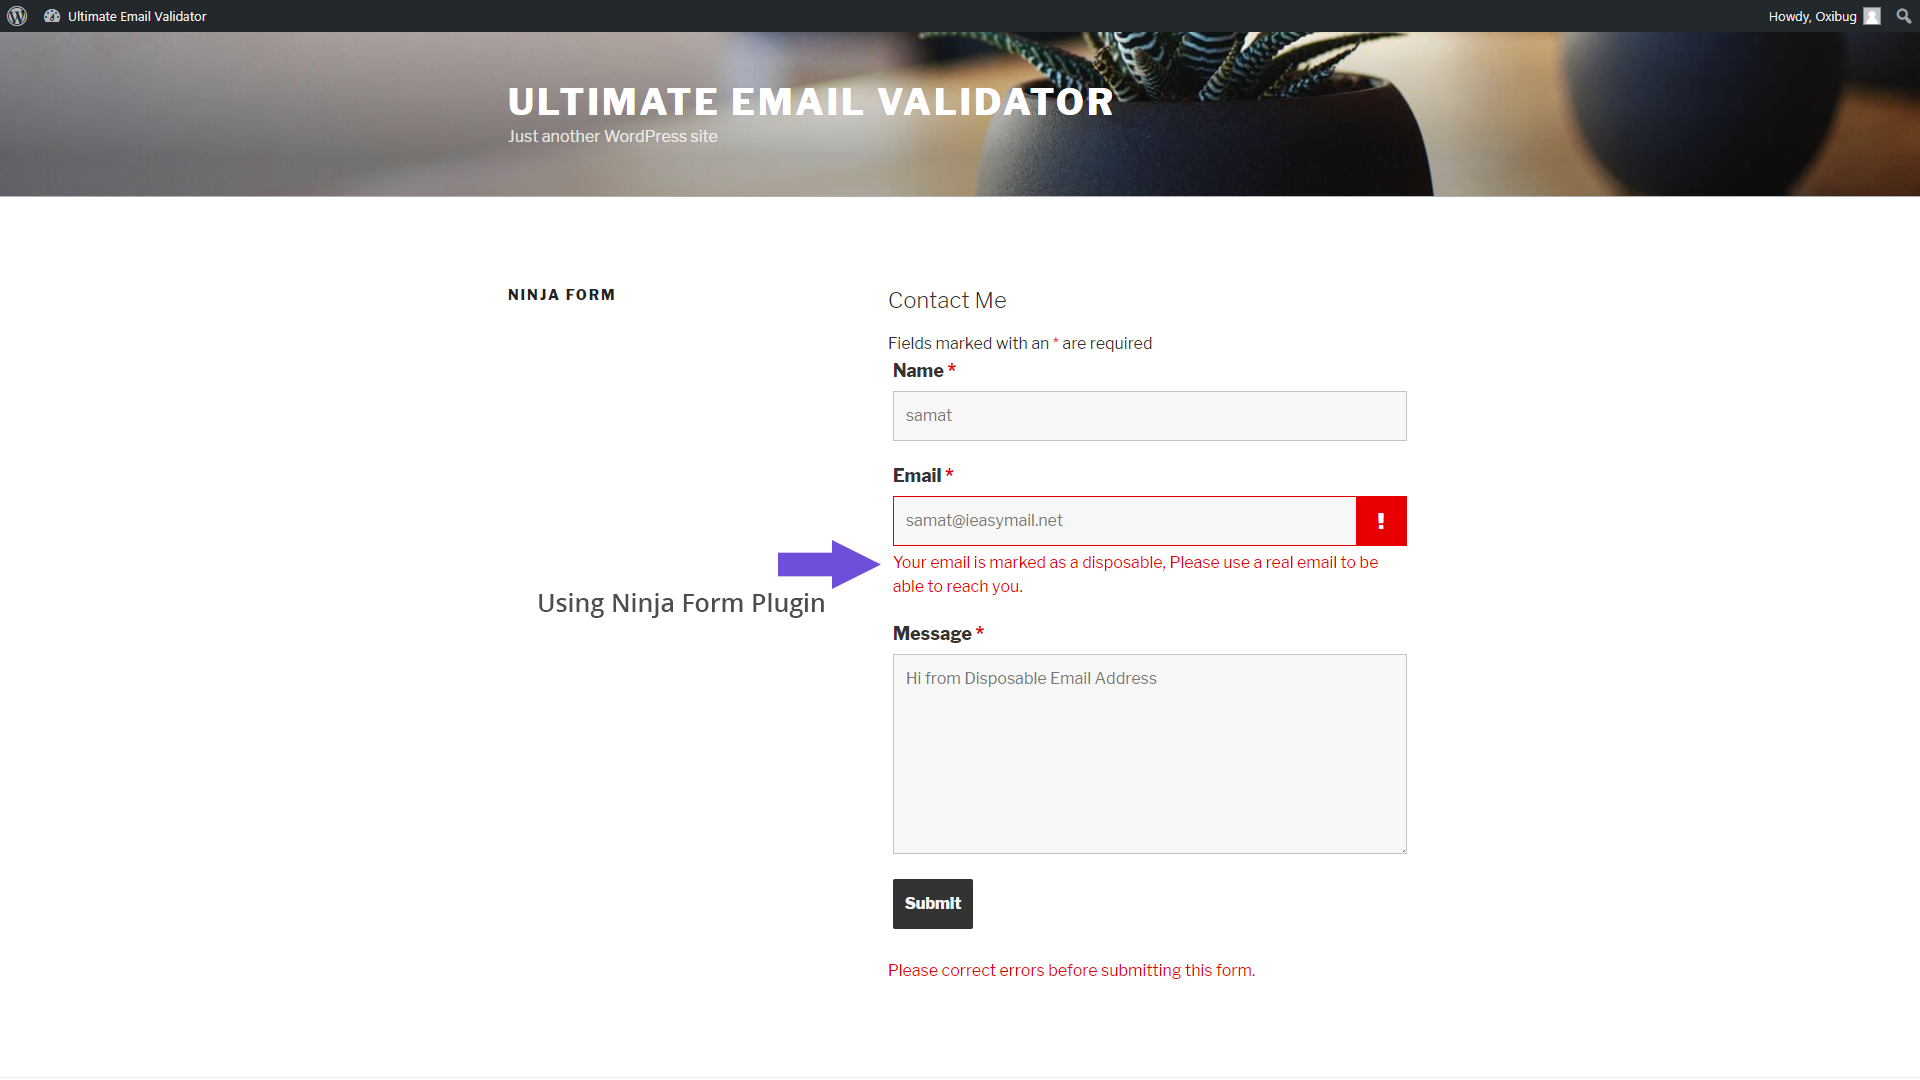 Ultimate Email Validator
Howdy, Oxibug
ULTIMATE EMAIL VALIDATOR
Just another WordPress site
NINJA FORM
Contact Me
Fields marked with an * are required
Name *
samat
Email *
samat@ieasymail.net
!
Your email is marked as a disposable, Please use a real email to be
able to reach you.
Using Ninja Form Plugin
Message *
Hi from Disposable Email Address
Submit
Please correct errors before submitting this form.